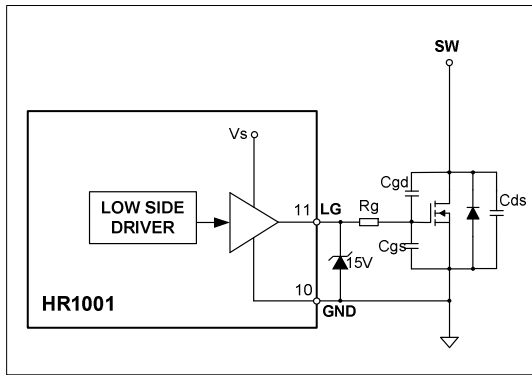 SW
Vs
Cgd
Cds
11 LG
Rg
LOW SIDE
DRIVER
Cgs
15V
10
GND
HR1001